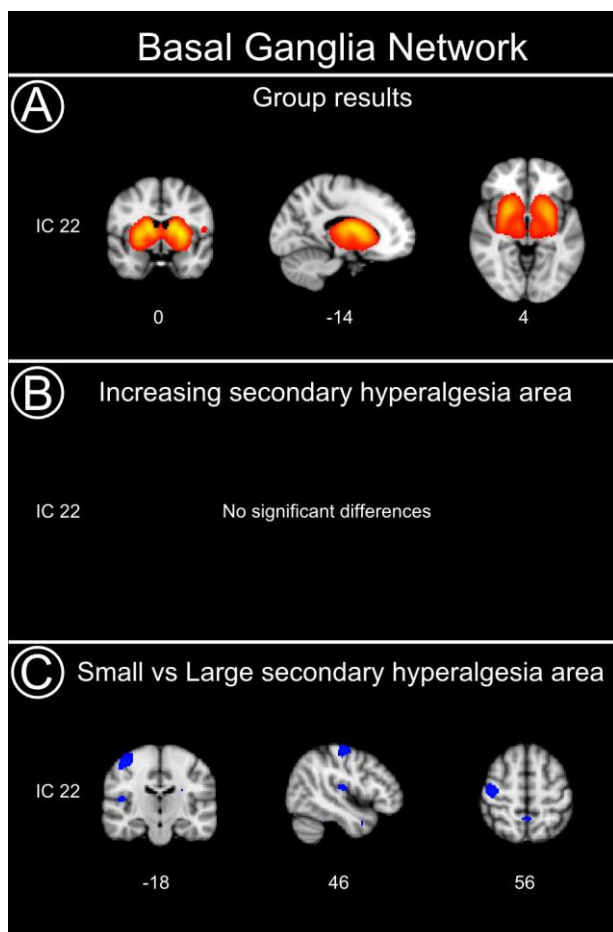 Basal Ganglia Network
A
Group results
IC 22
0 -14 4
B
Increasing secondary hyperalgesia area
IC 22 No significant differences
C
Small vs Large secondary hyperalgesia area
IC 22
-18 46 56